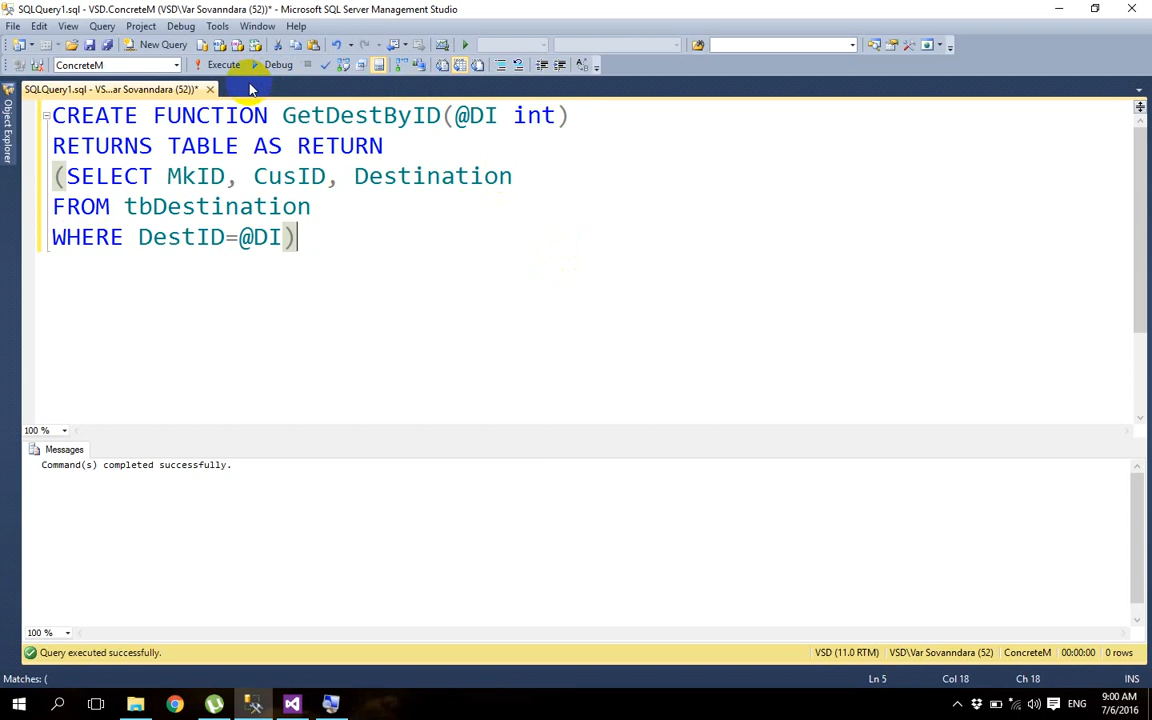 SQLQuery1.sql - VSD.ConcreteM (VSD\Var Sovanndara (52))* - Microsoft SQL Server Management Studio
File Edit View Query Project Debug Tools Window Help
New Query
ConcreteM Execute Debug
SQLQuery1.sql - VS...ar Sovanndara (52))*
Object Explorer
CREATE FUNCTION GetDestByID(@DI int)
RETURNS TABLE AS RETURN
(SELECT MkID, CusID, Destination
FROM tbDestination
WHERE DestID=@DI)
100 %
Messages
Command(s) completed successfully.
100 %
Query executed successfully. VSD (11.0 RTM) VSD\Var Sovanndara (52) ConcreteM 00:00:00 0 rows
Matches: ( Ln 5 Col 18 Ch 18 INS
ENG
9:00 AM
7/6/2016